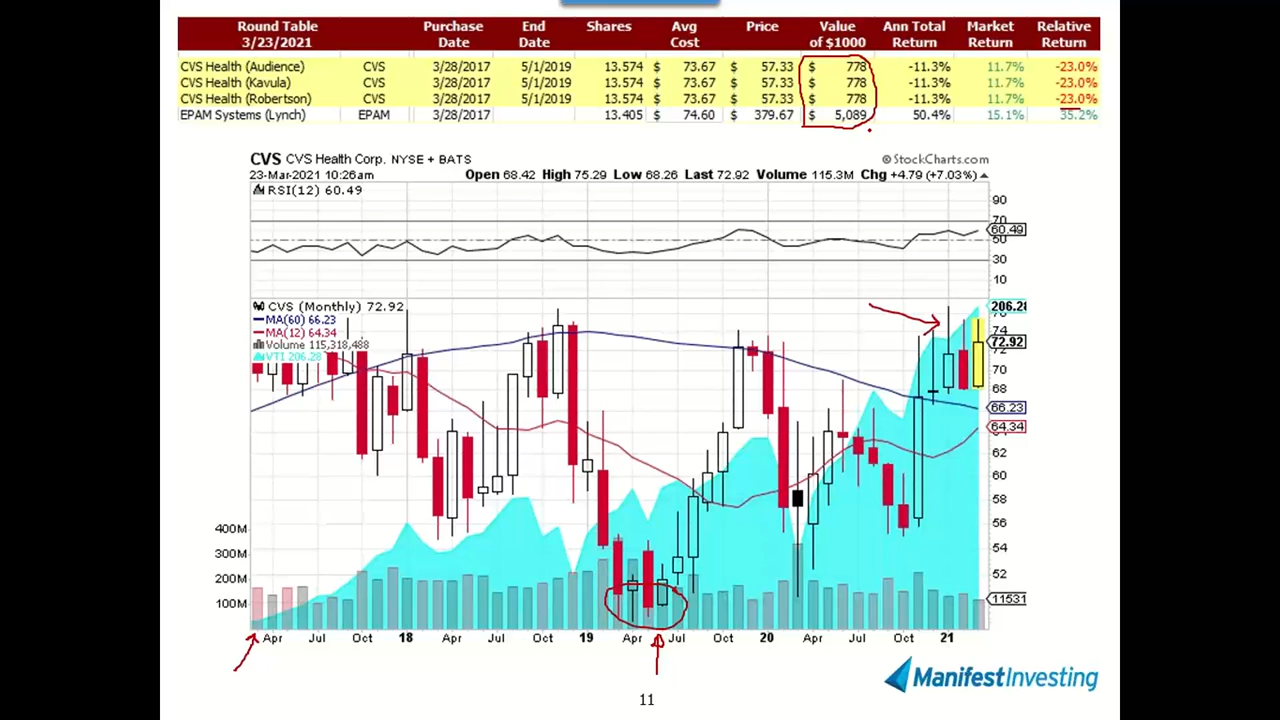 Round Table Purchase End Shares Avg Price Value Ann Total Market Relative
3/23/2021 Date Date Cost of $1000 Return Return Return
CVS Health (Audience) CVS 3/28/2017 5/1/2019 13.574 $ 73.67 $ 57.33 $ 778 -11.3% 11.7% -23.0%
CVS Health (Kavula) CVS 3/28/2017 5/1/2019 13.574 $ 73.67 $ 57.33 $ 778 -11.3% 11.7% -23.0%
CVS Health (Robertson) CVS 3/28/2017 5/1/2019 13.574 $ 73.67 $ 57.33 $ 778 -11.3% 11.7% -23.0%
EPAM Systems (Lynch) EPAM 3/28/2017 13.405 $ 74.60 $ 379.67 $ 5,089 50.4% 15.1% 35.2%
CVS CVS Health Corp. NYSE + BATS © StockCharts.com
23-Mar-2021 10:26am Open 68.42 High 75.29 Low 68.26 Last 72.92 Volume 115.3M Chg +4.79 (+7.03%)
RSI(12) 60.49
90
70
60.49
50
30
10
CVS (Monthly) 72.92 206.28
MA(60) 66.23
MA(12) 64.34 74
Volume 115,318,488 72.92
VTI 206.28 72
70
68
66.23
64.34
62
60
58
56
400M
54
300M
52
200M
100M 11531
Apr Jul Oct 18 Apr Jul Oct 19 Apr Jul Oct 20 Apr Jul Oct 21
ManifestInvesting
11